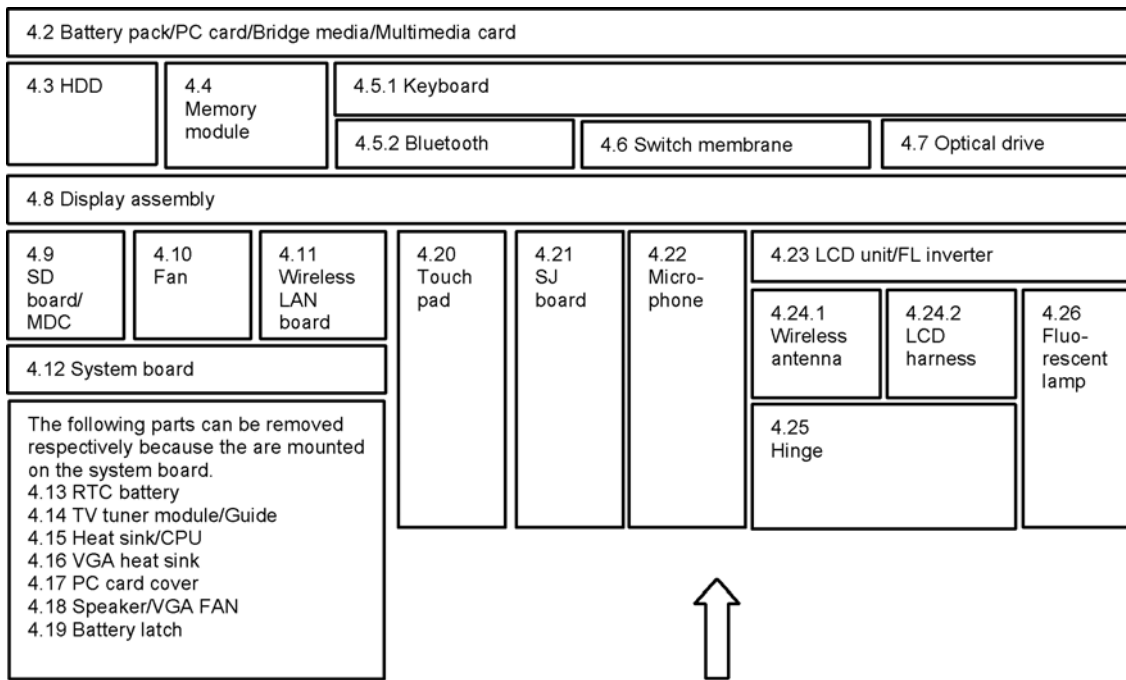 4.2 Battery pack/PC card/Bridge media/Multimedia card
4.3 HDD
4.4
Memory
module
4.5.1 Keyboard
4.5.2 Bluetooth
4.6 Switch membrane
4.7 Optical drive
4.8 Display assembly
4.9
SD
board/
MDC
4.10
Fan
4.11
Wireless
LAN
board
4.20
Touch
pad
4.21
SJ
board
4.22
Micro-
phone
4.23 LCD unit/FL inverter
4.24.1
Wireless
antenna
4.24.2
LCD
harness
4.26
Fluo-
rescent
lamp
4.12 System board
4.25
Hinge
The following parts can be removed
respectively because the are mounted
on the system board.
4.13 RTC battery
4.14 TV tuner module/Guide
4.15 Heat sink/CPU
4.16 VGA heat sink
4.17 PC card cover
4.18 Speaker/VGA FAN
4.19 Battery latch